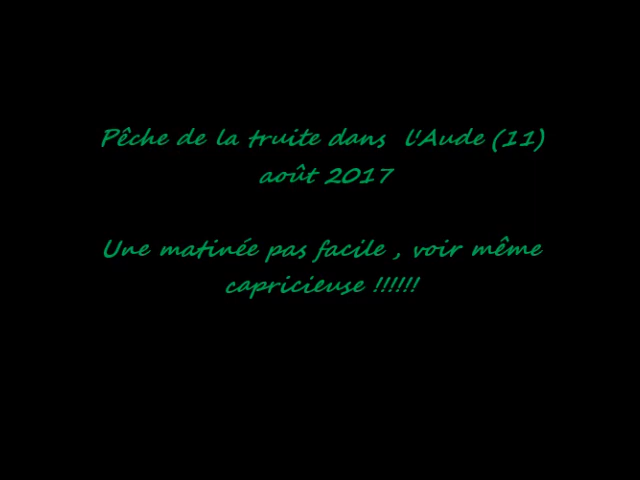 Pêche de la truite dans l'Aude (11)
août 2017
Une matinée pas facile , voir même
capricieuse !!!!!!